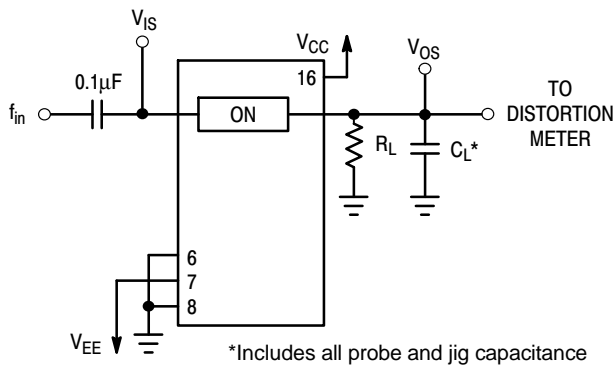 V_IS
V_CC
V_OS
0.1µF
16
f_in
ON
TO
DISTORTION
METER
R_L
C_L*
6
7
8
V_EE
*Includes all probe and jig capacitance